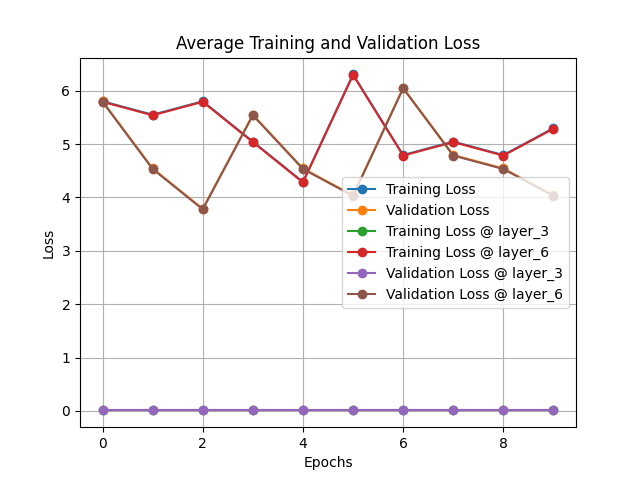 Average Training and Validation Loss
6
5
4
3
2
1
0
Loss
Training Loss
Validation Loss
Training Loss @ layer_3
Training Loss @ layer_6
Validation Loss @ layer_3
Validation Loss @ layer_6
0 2 4 6 8
Epochs